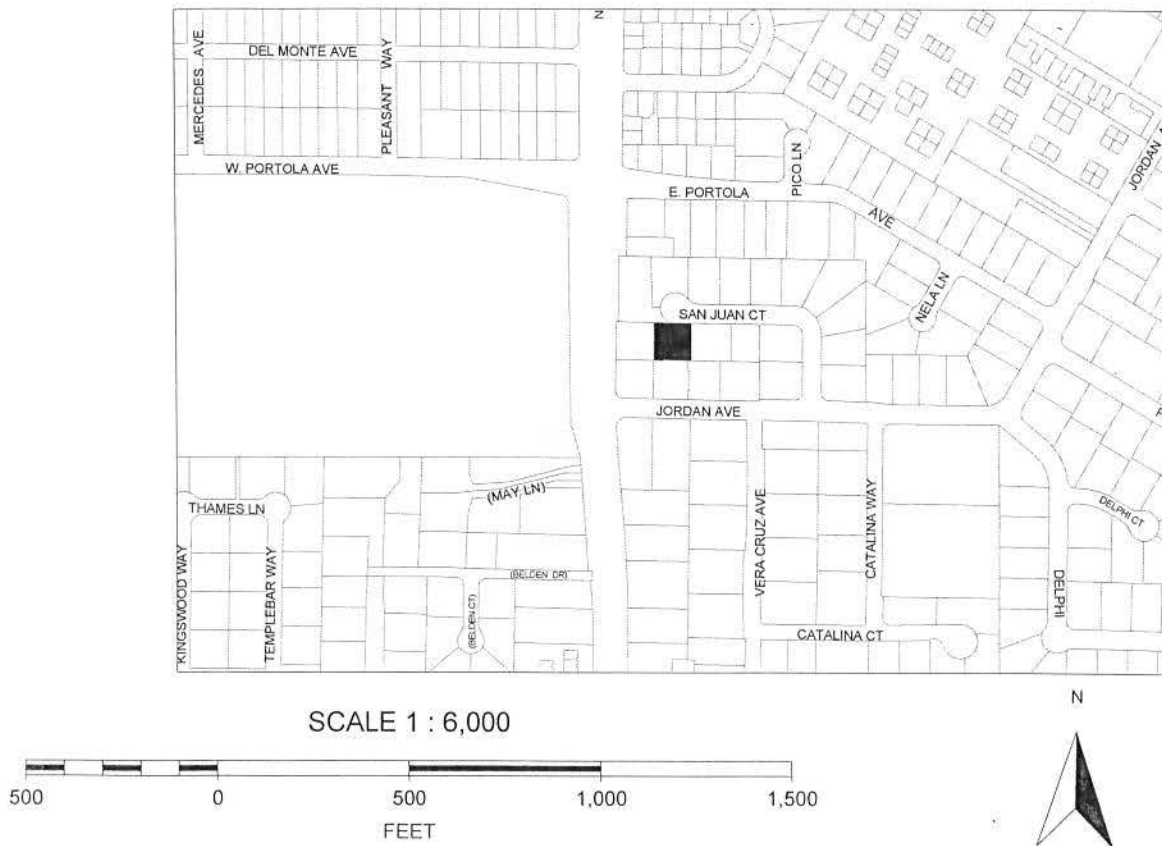 N
MERCEDES AVE
DEL MONTE AVE
PLEASANT WAY
W. PORTOLA AVE
E. PORTOLA
AVE
PICO LN
JORDAN A
NELA LN
SAN JUAN CT
JORDAN AVE
THAMES LN
(MAY LN)
KINGSWOOD WAY
TEMPLEBAR WAY
(BELDEN DR)
(BELDEN CT)
VERA CRUZ AVE
CATALINA WAY
CATALINA CT
DELPHI CT
DELPHI
SCALE 1 : 6,000
500 0 500 1,000 1,500
FEET
N